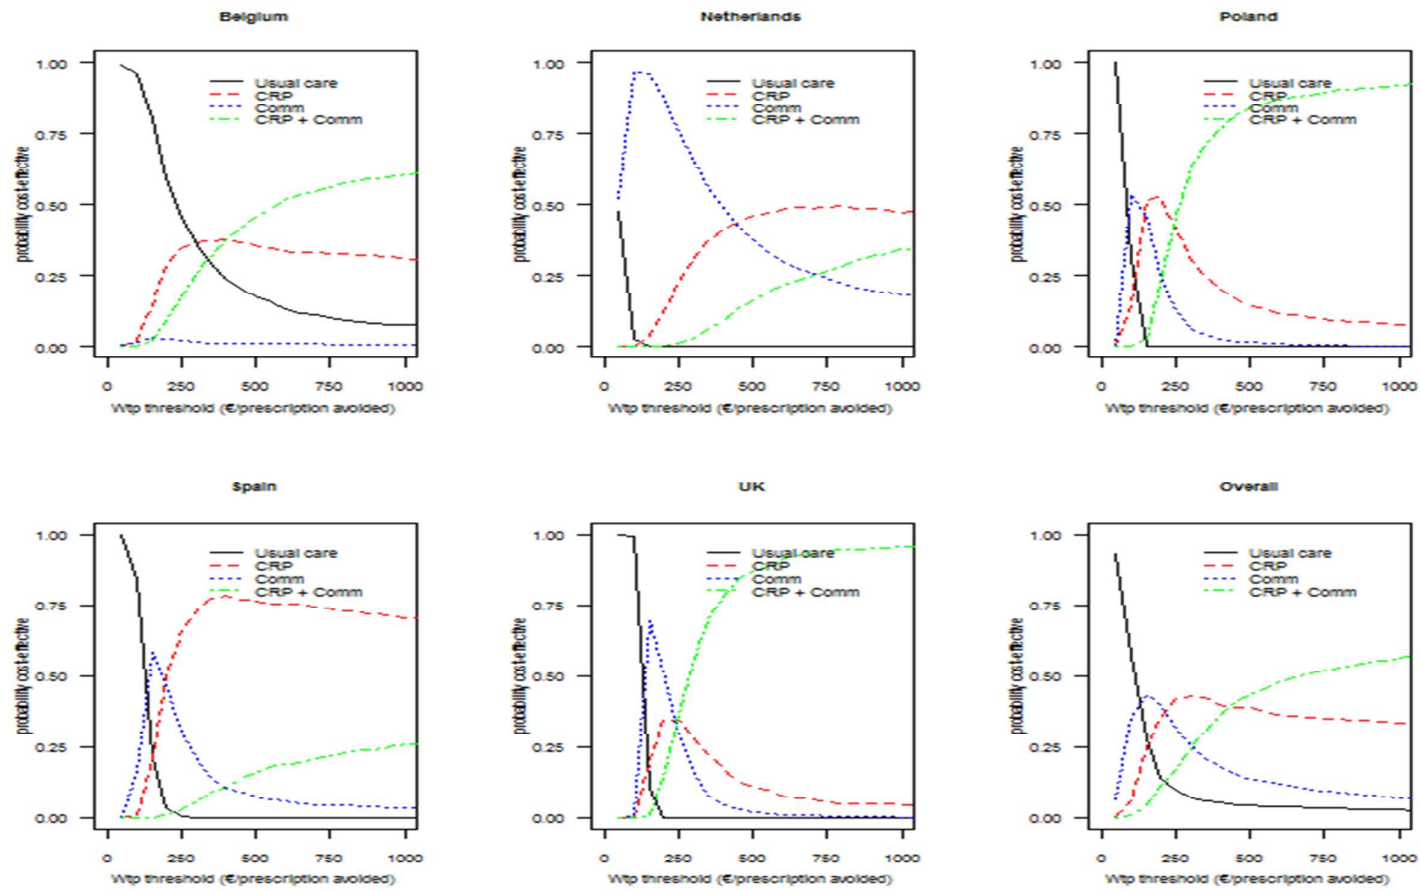 Belgium
probability cost-effective
1.00
0.75
0.50
0.25
0.00
Usual care
CRP
Comm
CRP + Comm
0 250 500 750 1000
Wtp threshold (€/prescription avoided)
Netherlands
probability cost-effective
1.00
0.75
0.50
0.25
0.00
Usual care
CRP
Comm
CRP + Comm
0 250 500 750 1000
Wtp threshold (€/prescription avoided)
Poland
probability cost-effective
1.00
0.75
0.50
0.25
0.00
Usual care
CRP
Comm
CRP + Comm
0 250 500 750 1000
Wtp threshold (€/prescription avoided)
Spain
probability cost-effective
1.00
0.75
0.50
0.25
0.00
Usual care
CRP
Comm
CRP + Comm
0 250 500 750 1000
Wtp threshold (€/prescription avoided)
UK
probability cost-effective
1.00
0.75
0.50
0.25
0.00
Usual care
CRP
Comm
CRP + Comm
0 250 500 750 1000
Wtp threshold (€/prescription avoided)
Overall
probability cost-effective
1.00
0.75
0.50
0.25
0.00
Usual care
CRP
Comm
CRP + Comm
0 250 500 750 1000
Wtp threshold (€/prescription avoided)